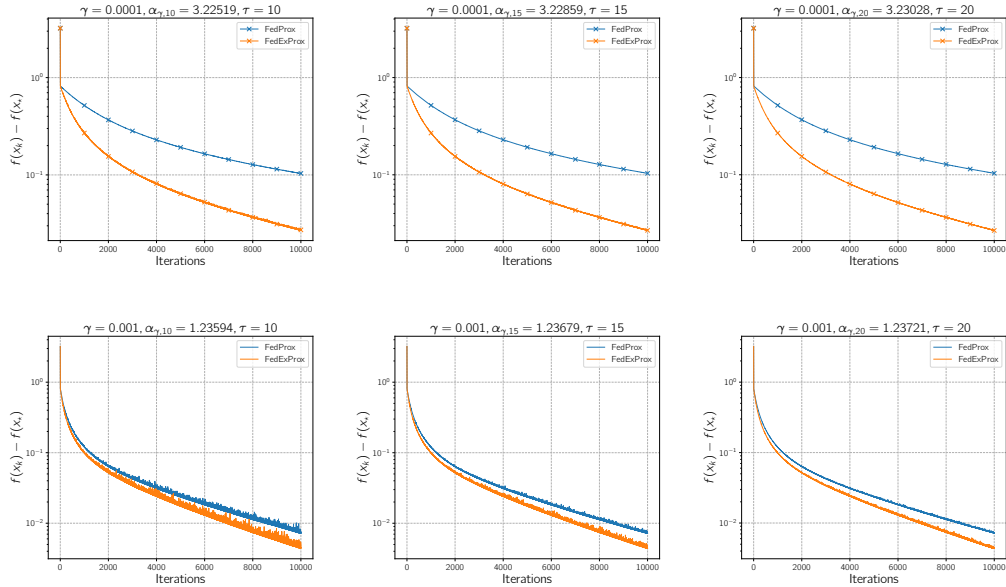 γ = 0.0001, α_{γ,10} = 3.22519, τ = 10
FedProx
FedExProx
f(x_k) − f(x_⋆)
10^0
10^{−1}
0 2000 4000 6000 8000 10000
Iterations
γ = 0.0001, α_{γ,15} = 3.22859, τ = 15
FedProx
FedExProx
f(x_k) − f(x_⋆)
10^0
10^{−1}
0 2000 4000 6000 8000 10000
Iterations
γ = 0.0001, α_{γ,20} = 3.23028, τ = 20
FedProx
FedExProx
f(x_k) − f(x_⋆)
10^0
10^{−1}
0 2000 4000 6000 8000 10000
Iterations
γ = 0.001, α_{γ,10} = 1.23594, τ = 10
FedProx
FedExProx
f(x_k) − f(x_⋆)
10^0
10^{−1}
10^{−2}
0 2000 4000 6000 8000 10000
Iterations
γ = 0.001, α_{γ,15} = 1.23679, τ = 15
FedProx
FedExProx
f(x_k) − f(x_⋆)
10^0
10^{−1}
10^{−2}
0 2000 4000 6000 8000 10000
Iterations
γ = 0.001, α_{γ,20} = 1.23721, τ = 20
FedProx
FedExProx
f(x_k) − f(x_⋆)
10^0
10^{−1}
10^{−2}
0 2000 4000 6000 8000 10000
Iterations